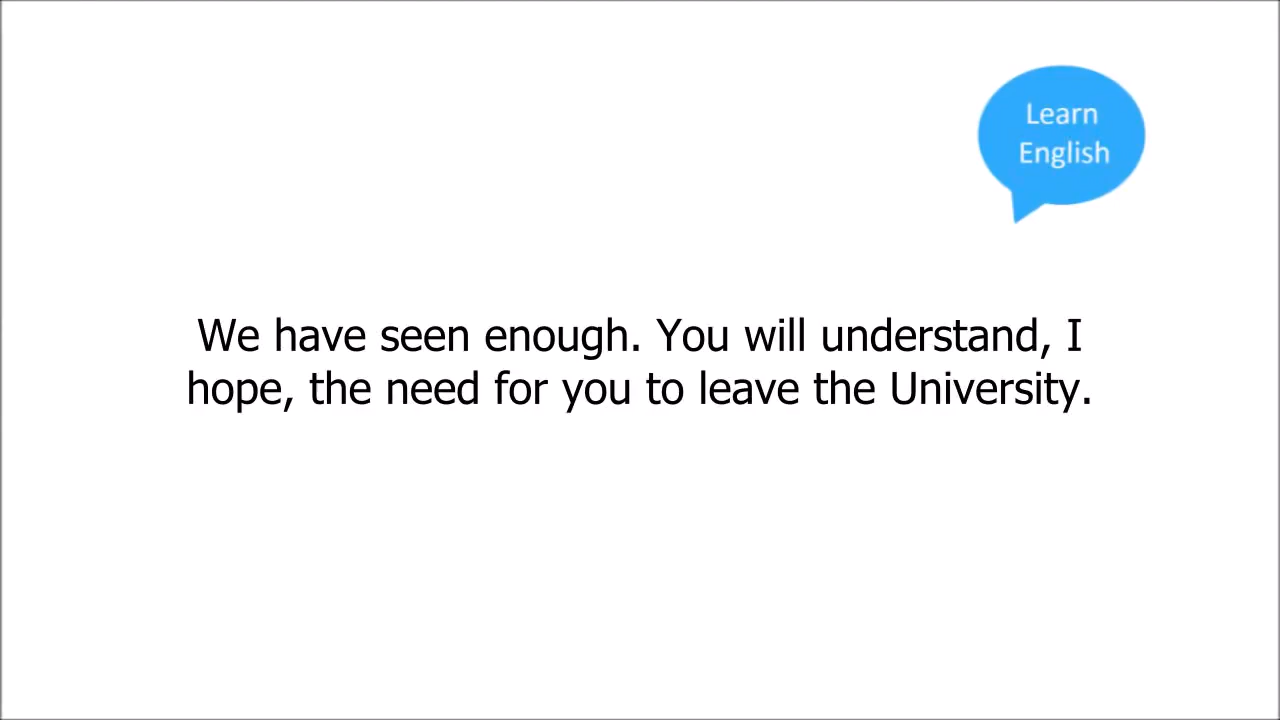 Learn
English
We have seen enough. You will understand, I
hope, the need for you to leave the University.